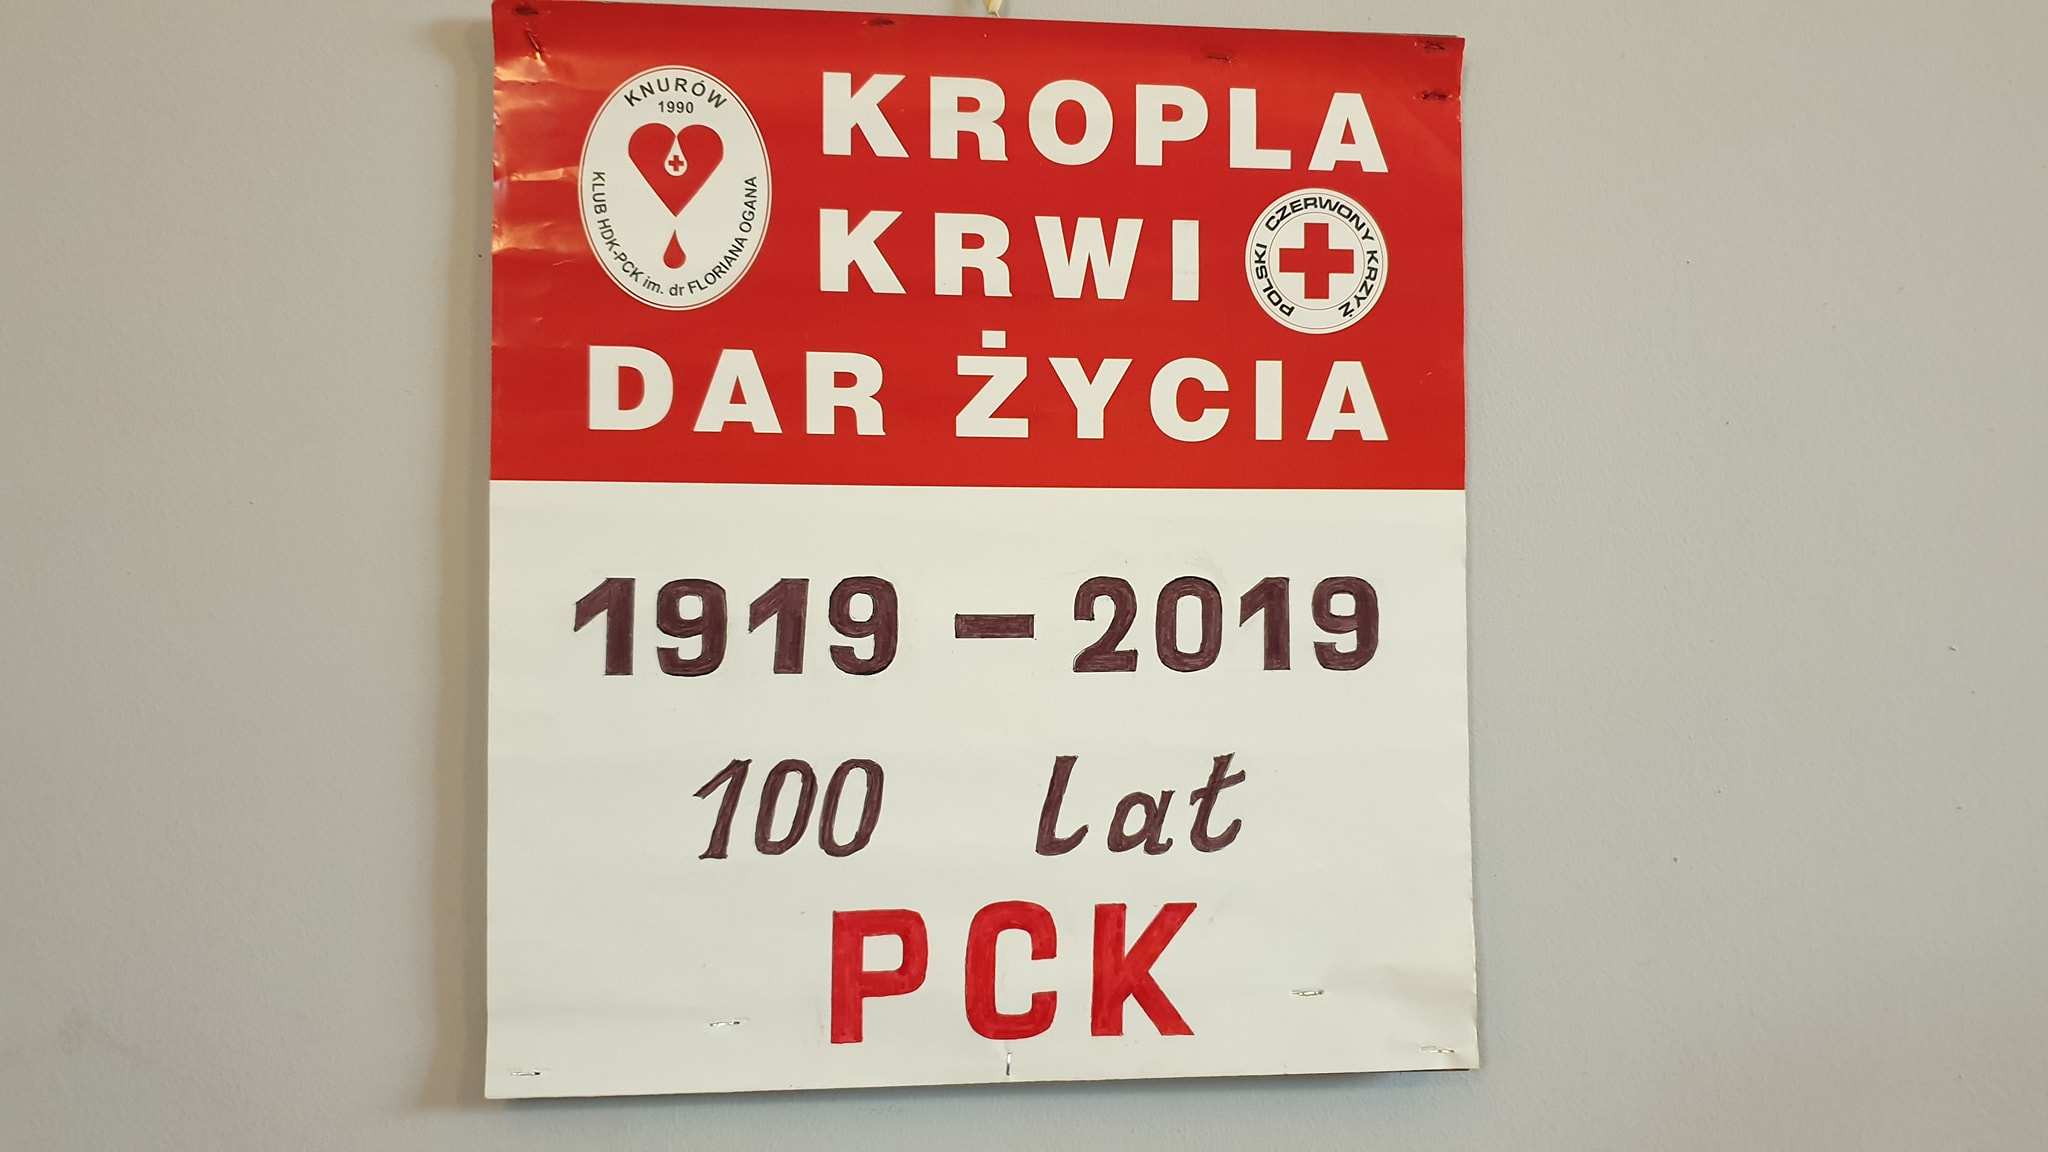 KNURÓW
1990
KLUB HDK-PCK im. dr FLORIANA OGANA
KROPLA
KRWI
POLSKI CZERWONY KRZYŻ
DAR ŻYCIA
1919 – 2019
100 lat
PCK